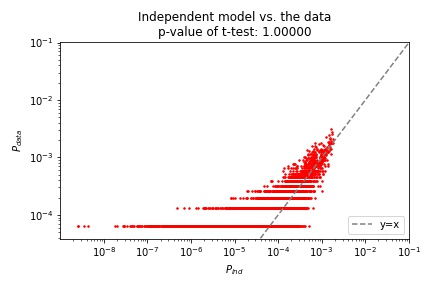 Independent model vs. the data
p-value of t-test: 1.00000
10⁻¹
10⁻²
10⁻³
10⁻⁴
P_data
10⁻⁸ 10⁻⁷ 10⁻⁶ 10⁻⁵ 10⁻⁴ 10⁻³ 10⁻² 10⁻¹
P_ind
y=x